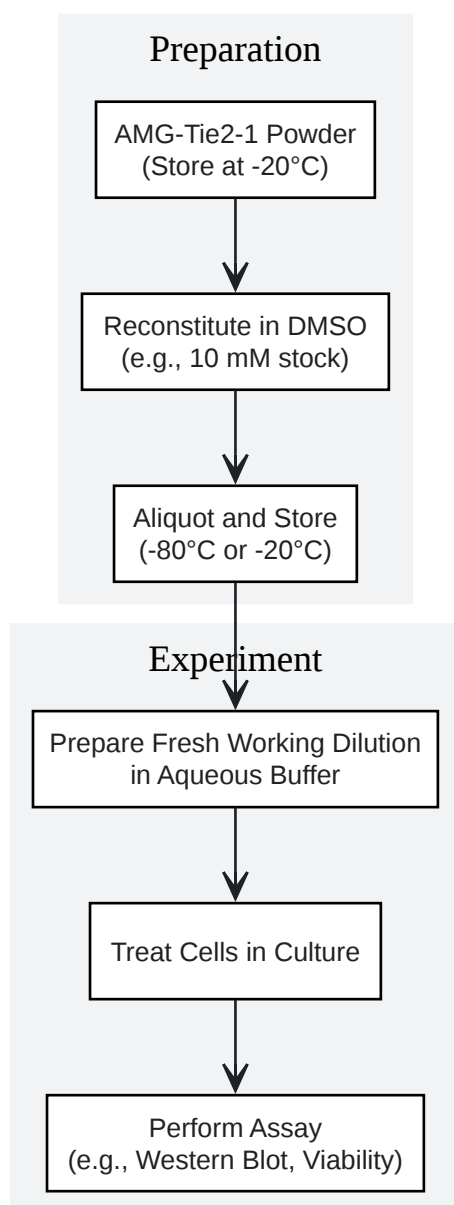 Preparation
AMG-Tie2-1 Powder
(Store at -20°C)
Reconstitute in DMSO
(e.g., 10 mM stock)
Aliquot and Store
(-80°C or -20°C)
Experiment
Prepare Fresh Working Dilution
in Aqueous Buffer
Treat Cells in Culture
Perform Assay
(e.g., Western Blot, Viability)